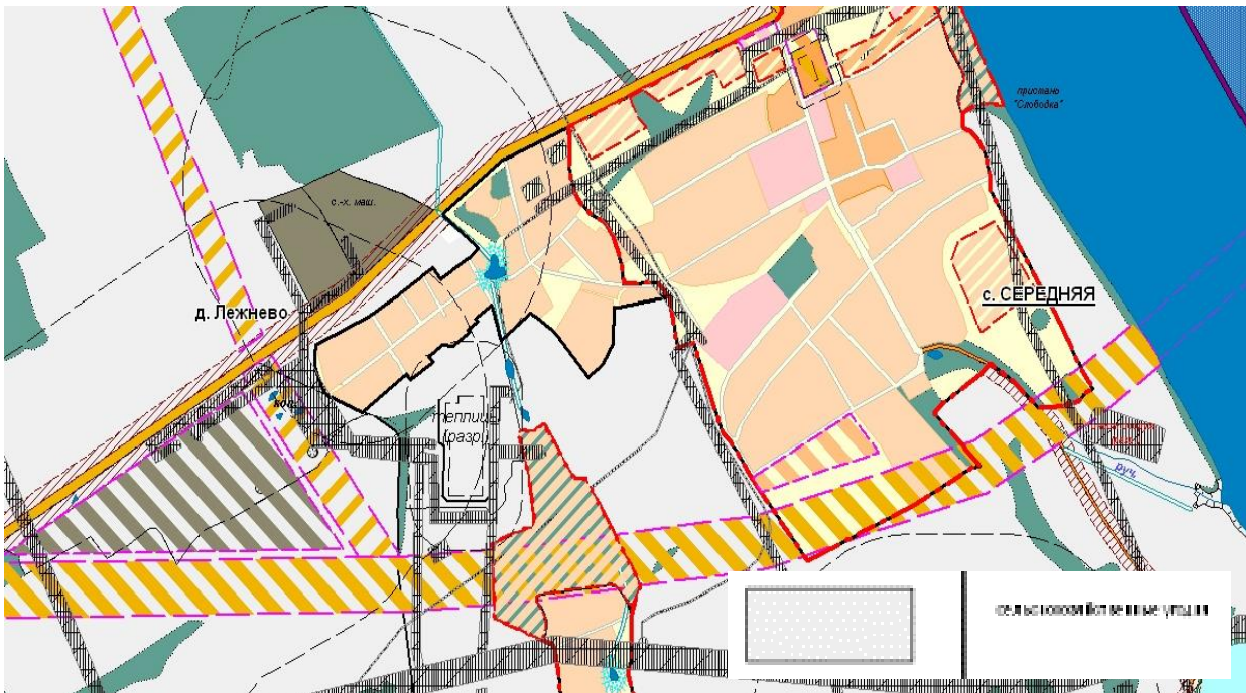 пристань
"Слободка"
с.-х. маш.
д. Лежнево
с. СЕРЕДНЯЯ
теплицы
(разр.)
руч.
сельскохозяйственные угодья